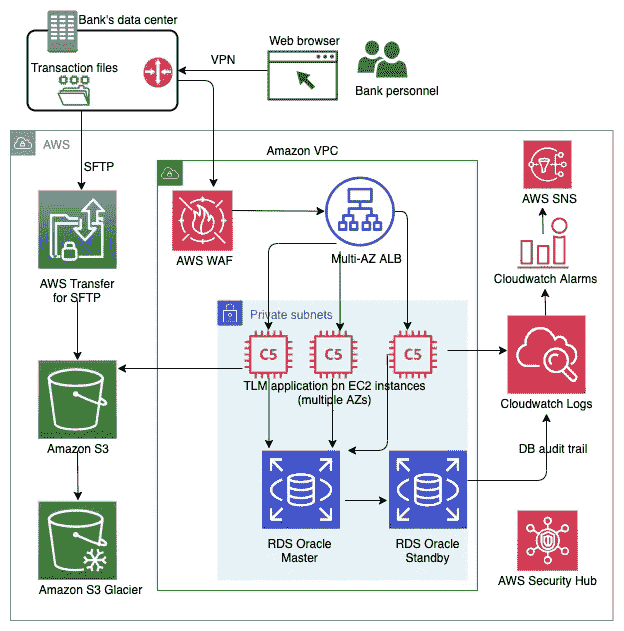 Bank's data center
Transaction files
VPN
Web browser
Bank personnel
AWS
SFTP
Amazon VPC
AWS SNS
AWS WAF
Multi-AZ ALB
AWS Transfer
for SFTP
Cloudwatch Alarms
Private subnets
C5
C5
C5
TLM application on EC2 instances
(multiple AZs)
Cloudwatch Logs
Amazon S3
DB audit trail
RDS Oracle
Master
RDS Oracle
Standby
Amazon S3 Glacier
AWS Security Hub